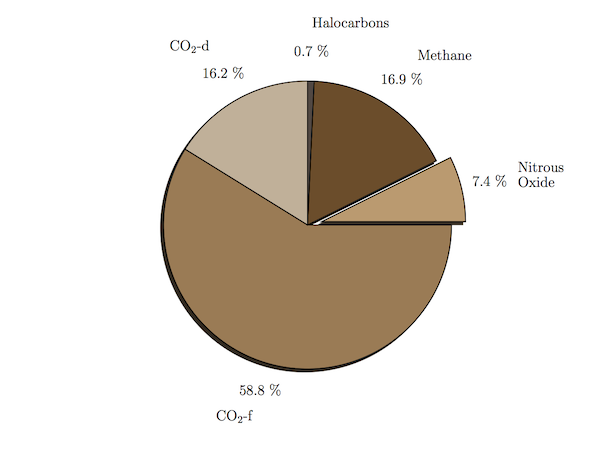 Halocarbons
0.7 %
CO₂-d
16.2 %
Methane
16.9 %
Nitrous
Oxide
7.4 %
58.8 %
CO₂-f